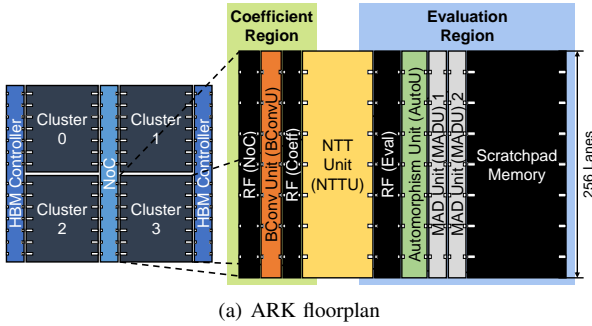 Coefficient
Region
Evaluation
Region
HBM Controller
Cluster
0
Cluster
1
NoC
Cluster
2
Cluster
3
HBM Controller
RF (NoC)
BConv Unit (BConvU)
RF (Coeff)
NTT
Unit
(NTTU)
RF (Eval)
Automorphism Unit (AutoU)
MAD Unit (MADU) 1
MAD Unit (MADU) 2
Scratchpad
Memory
256 Lanes
(a) ARK floorplan